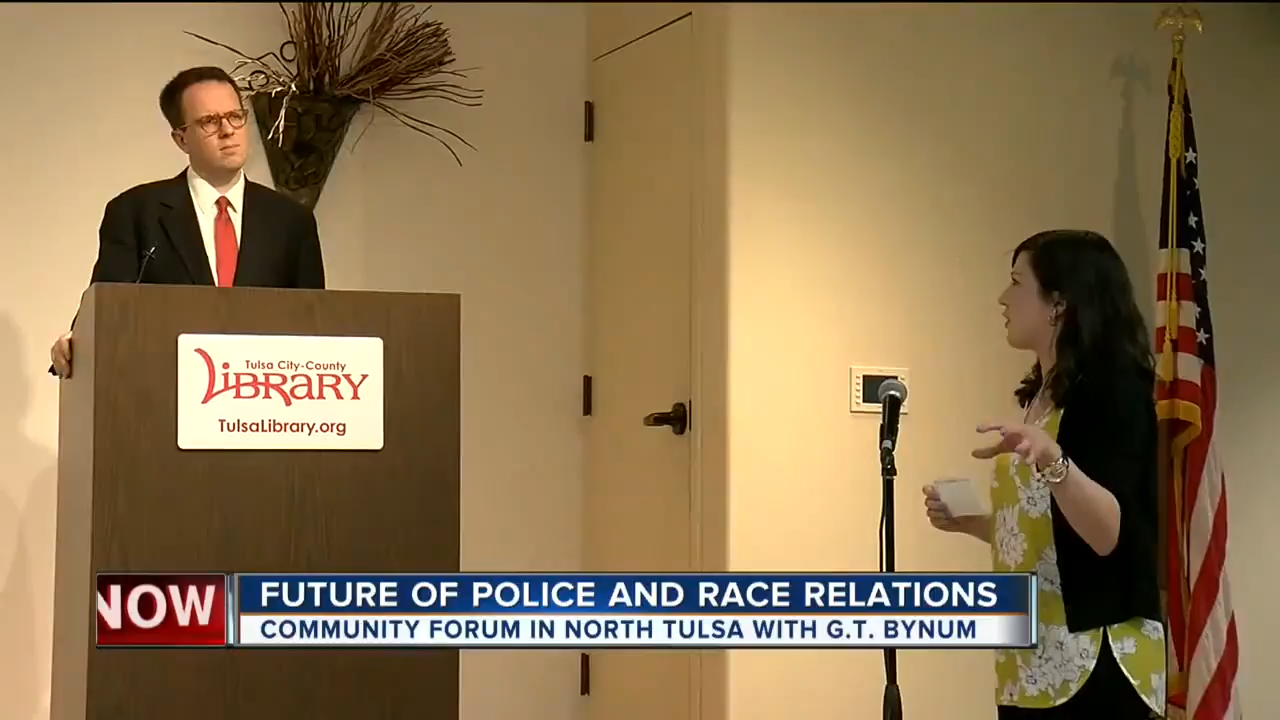 Tulsa City-County
LIBRARY
TulsaLibrary.org
NOW
FUTURE OF POLICE AND RACE RELATIONS
COMMUNITY FORUM IN NORTH TULSA WITH G.T. BYNUM